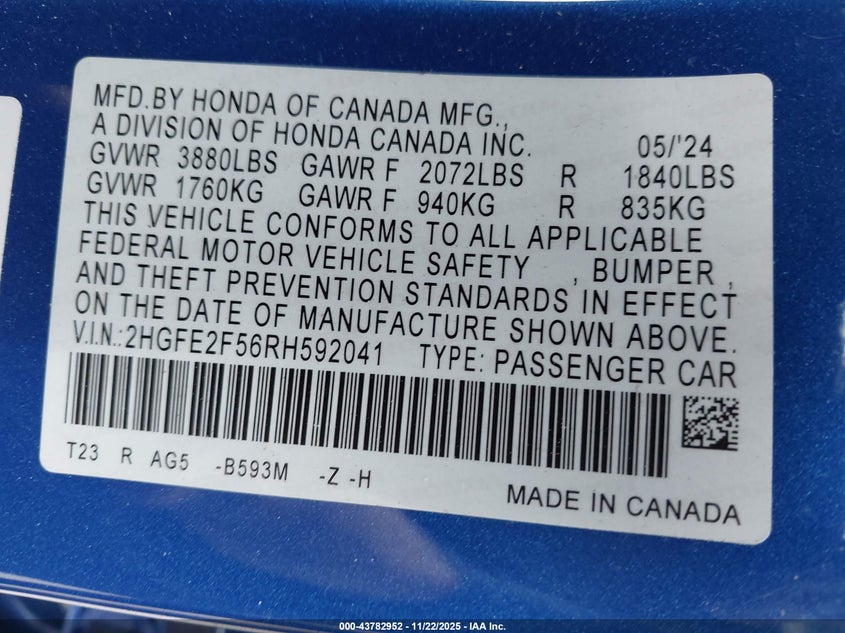 MFD.BY HONDA OF CANADA MFG.,
A DIVISION OF HONDA CANADA INC. 05/'24
GVWR 3880LBS GAWR F 2072LBS R 1840LBS
GVWR 1760KG GAWR F 940KG R 835KG
THIS VEHICLE CONFORMS TO ALL APPLICABLE
FEDERAL MOTOR VEHICLE SAFETY , BUMPER ,
AND THEFT PREVENTION STANDARDS IN EFFECT
ON THE DATE OF MANUFACTURE SHOWN ABOVE.
V.I.N.:2HGFE2F56RH592041 TYPE: PASSENGER CAR
T23 R AG5 -B593M -Z -H
MADE IN CANADA
000-43782952 - 11/22/2025 - IAA Inc.